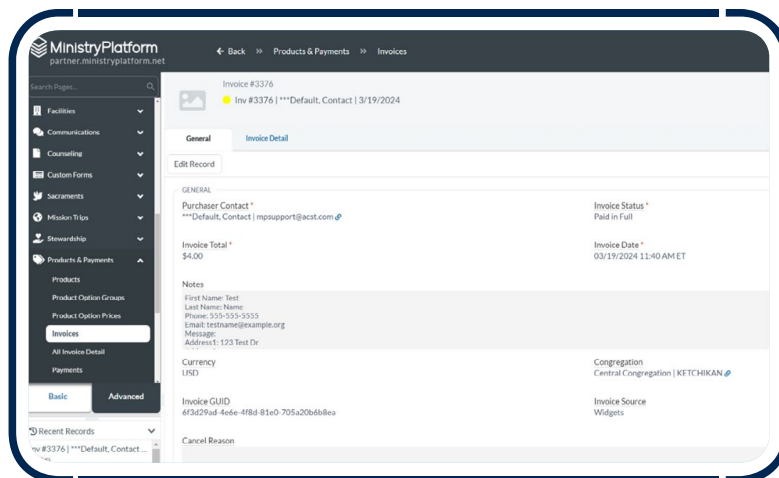 MinistryPlatform
partner.ministryplatform.net
Back >> Products & Payments >> Invoices
Search Pages...
Facilities
Communications
Counseling
Custom Forms
Sacraments
Mission Trips
Stewardship
Products & Payments
Products
Product Option Groups
Product Option Prices
Invoices
All Invoice Detail
Payments
Basic
Advanced
Recent Records
nv #3376 | ***Default, Contact ...
Invoice #3376
Inv #3376 | ***Default, Contact | 3/19/2024
General
Invoice Detail
Edit Record
GENERAL
Purchaser Contact *
***Default, Contact | mpsupport@acst.com
Invoice Status *
Paid in Full
Invoice Total *
$4.00
Invoice Date *
03/19/2024 11:40 AM ET
Notes
First Name: Test
Last Name: Name
Phone: 555-555-5555
Email: testname@example.org
Message:
Address1: 123 Test Dr
Currency
USD
Congregation
Central Congregation | KETCHIKAN
Invoice GUID
6f3d29ad-4e6e-4f8d-81e0-705a20b6b8ea
Invoice Source
Widgets
Cancel Reason